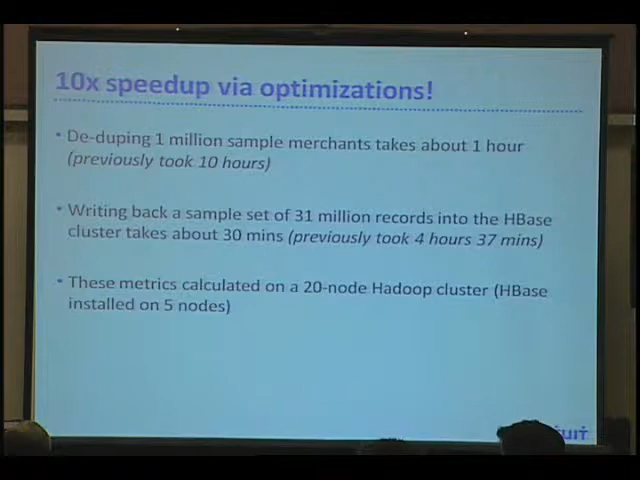 10x speedup via optimizations!
• De-duping 1 million sample merchants takes about 1 hour
(previously took 10 hours)
• Writing back a sample set of 31 million records into the HBase
cluster takes about 30 mins (previously took 4 hours 37 mins)
• These metrics calculated on a 20-node Hadoop cluster (HBase
installed on 5 nodes)